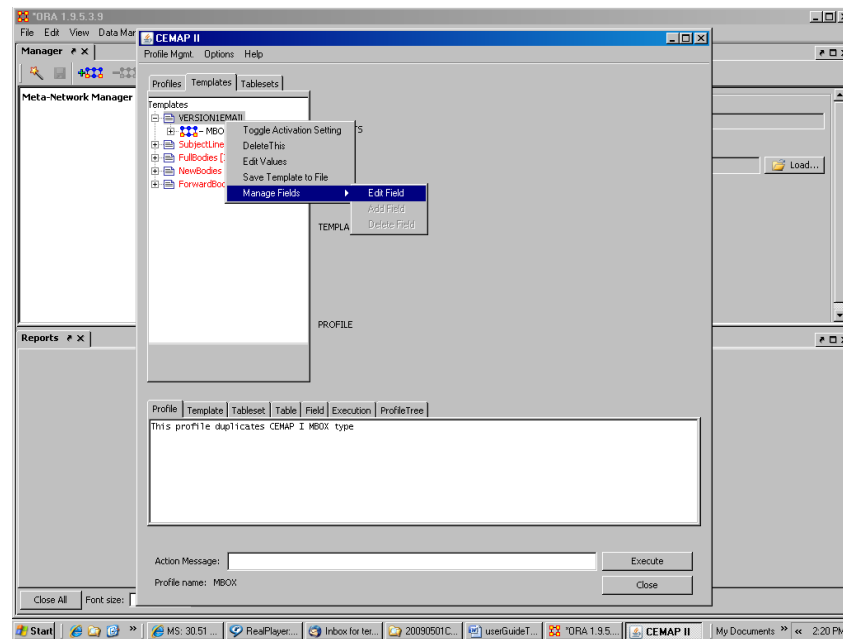 *ORA 1.9.5.3.9
File Edit View Data Mar
CEMAP II
Profile Mgmt. Options Help
Manager
Profiles Templates Tablesets
Meta-Network Manager
Templates
VERSION1EMAIL
MBO
SubjectLine
FullBodies
NewBodies
ForwardBod
Toggle Activation Setting
DeleteThis
Edit Values
Save Template to File
Manage Fields
Edit Field
Add Field
Delete Field
TEMPLA
Load...
PROFILE
Reports
Profile Template Tableset Table Field Execution ProfileTree
This profile duplicates CEMAP I MBOX type
Action Message:
Execute
Profile name: MBOX
Close
Close All Font size:
Start MS: 30.51 ... RealPlayer:... Inbox for ter... 20090501C... userGuideT... *ORA 1.9.5.... CEMAP II My Documents 2:20 PM